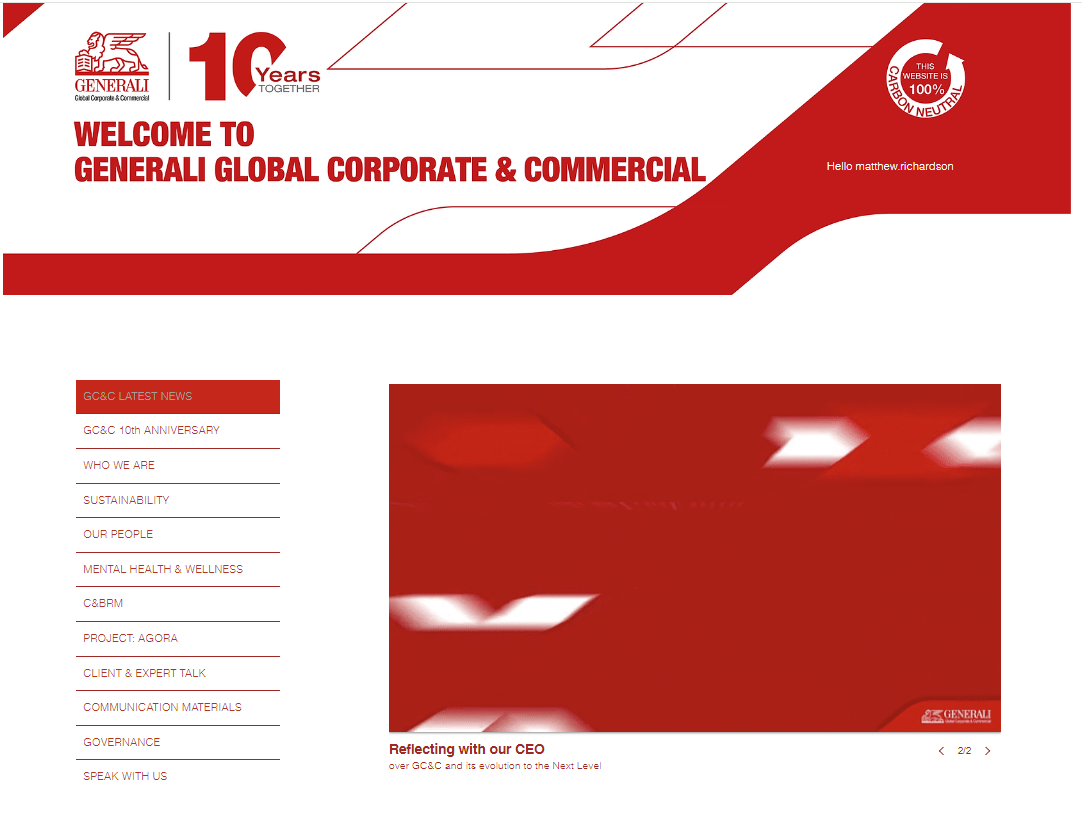 GENERALI
Global Corporate & Commercial
10
Years
TOGETHER
THIS
WEBSITE IS
100%
CARBON NEUTRAL
WELCOME TO
GENERALI GLOBAL CORPORATE & COMMERCIAL
Hello matthew.richardson
GC&C LATEST NEWS
GC&C 10th ANNIVERSARY
WHO WE ARE
SUSTAINABILITY
OUR PEOPLE
MENTAL HEALTH & WELLNESS
C&BRM
PROJECT: AGORA
CLIENT & EXPERT TALK
COMMUNICATION MATERIALS
GOVERNANCE
SPEAK WITH US
GENERALI
Global Corporate & Commercial
Reflecting with our CEO
2/2
over GC&C and its evolution to the Next Level